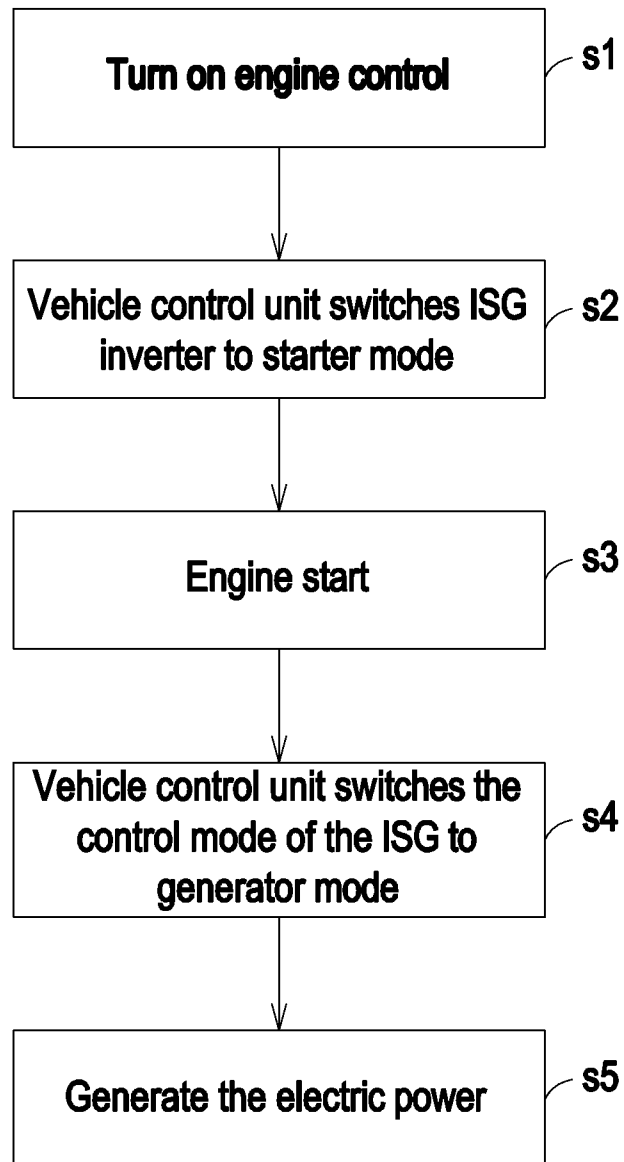 Turn on engine control
s1
Vehicle control unit switches ISG
inverter to starter mode
s2
Engine start
s3
Vehicle control unit switches the
control mode of the ISG to
generator mode
s4
Generate the electric power
s5